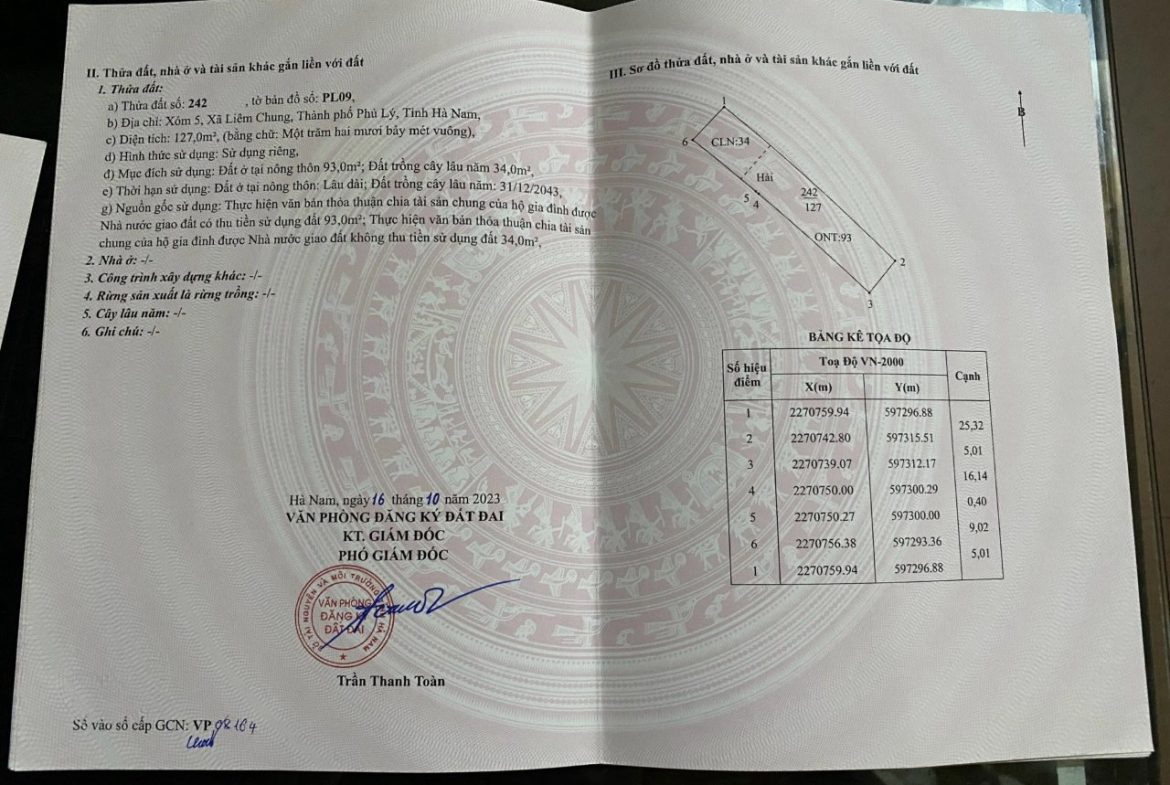 II. Thửa đất, nhà ở và tài sản khác gắn liền với đất
1. Thửa đất:
a) Thửa đất số: 242 , tờ bản đồ số: PL09,
b) Địa chỉ: Xóm 5, Xã Liêm Chung, Thành phố Phủ Lý, Tỉnh Hà Nam,
c) Diện tích: 127,0m², (bằng chữ: Một trăm hai mươi bảy mét vuông),
d) Hình thức sử dụng: Sử dụng riêng,
đ) Mục đích sử dụng: Đất ở tại nông thôn 93,0m²; Đất trồng cây lâu năm 34,0m²,
e) Thời hạn sử dụng: Đất ở tại nông thôn: Lâu dài; Đất trồng cây lâu năm: 31/12/2043,
g) Nguồn gốc sử dụng: Thực hiện văn bản thỏa thuận chia tài sản chung của hộ gia đình được
Nhà nước giao đất có thu tiền sử dụng đất 93,0m²; Thực hiện văn bản thỏa thuận chia tài sản
chung của hộ gia đình được Nhà nước giao đất không thu tiền sử dụng đất 34,0m²,
2. Nhà ở: -/-
3. Công trình xây dựng khác: -/-
4. Rừng sản xuất là rừng trồng: -/-
5. Cây lâu năm: -/-
6. Ghi chú: -/-
Hà Nam, ngày 16 tháng 10 năm 2023
VĂN PHÒNG ĐĂNG KÝ ĐẤT ĐAI
KT. GIÁM ĐỐC
PHÓ GIÁM ĐỐC
SỞ TÀI NGUYÊN VÀ MÔI TRƯỜNG HÀ NAM
VĂN PHÒNG
ĐĂNG KÝ
ĐẤT ĐAI
Trần Thanh Toàn
Số vào sổ cấp GCN: VP 08164
III. Sơ đồ thửa đất, nhà ở và tài sản khác gắn liền với đất
B
1
6
CLN:34
Hải
5
4
242
127
ONT:93
2
3
BẢNG KÊ TỌA ĐỘ
Số hiệu điểm Toạ Độ VN-2000 Cạnh
X(m) Y(m)
1 2270759.94 597296.88
25,32
2 2270742.80 597315.51
5,01
3 2270739.07 597312.17
16,14
4 2270750.00 597300.29
0,40
5 2270750.27 597300.00
9,02
6 2270756.38 597293.36
5,01
1 2270759.94 597296.88